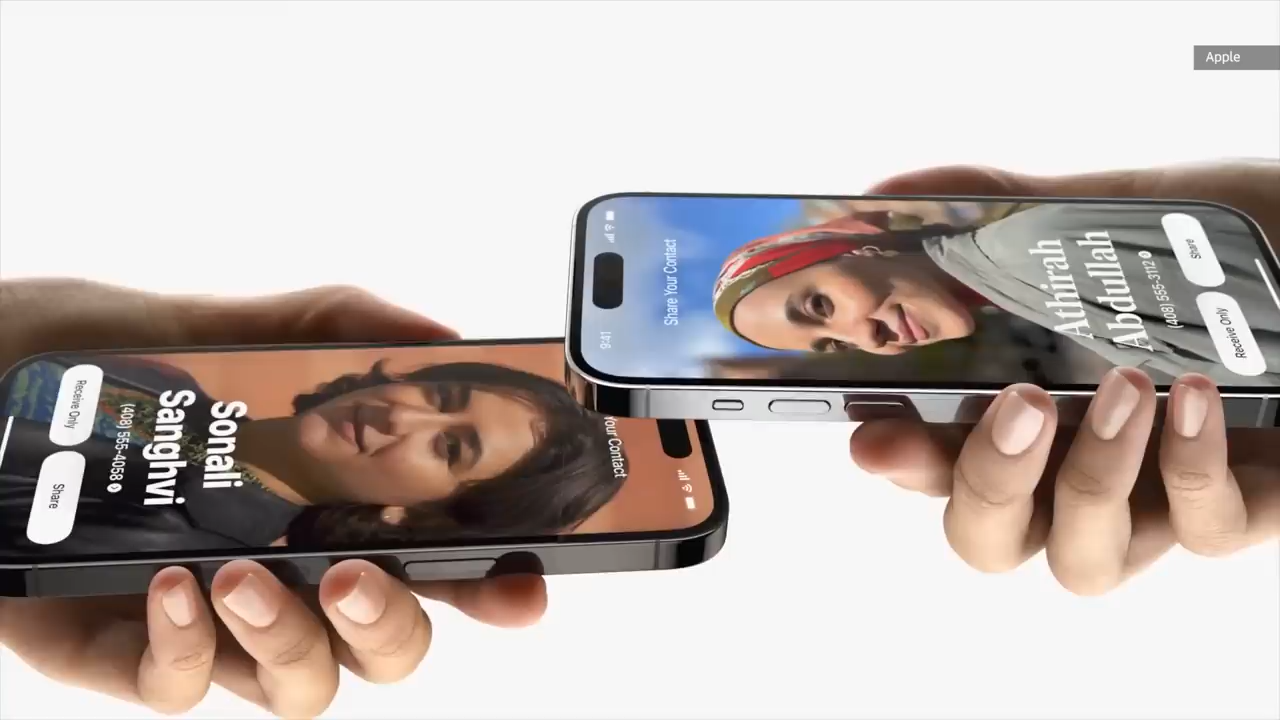 Apple
9:41
Share Your Contact
Athirah
Abdullah
(408) 555-3112
Receive Only
Share
Your Contact
Sonali
Sanghvi
(408) 555-4058
Receive Only
Share